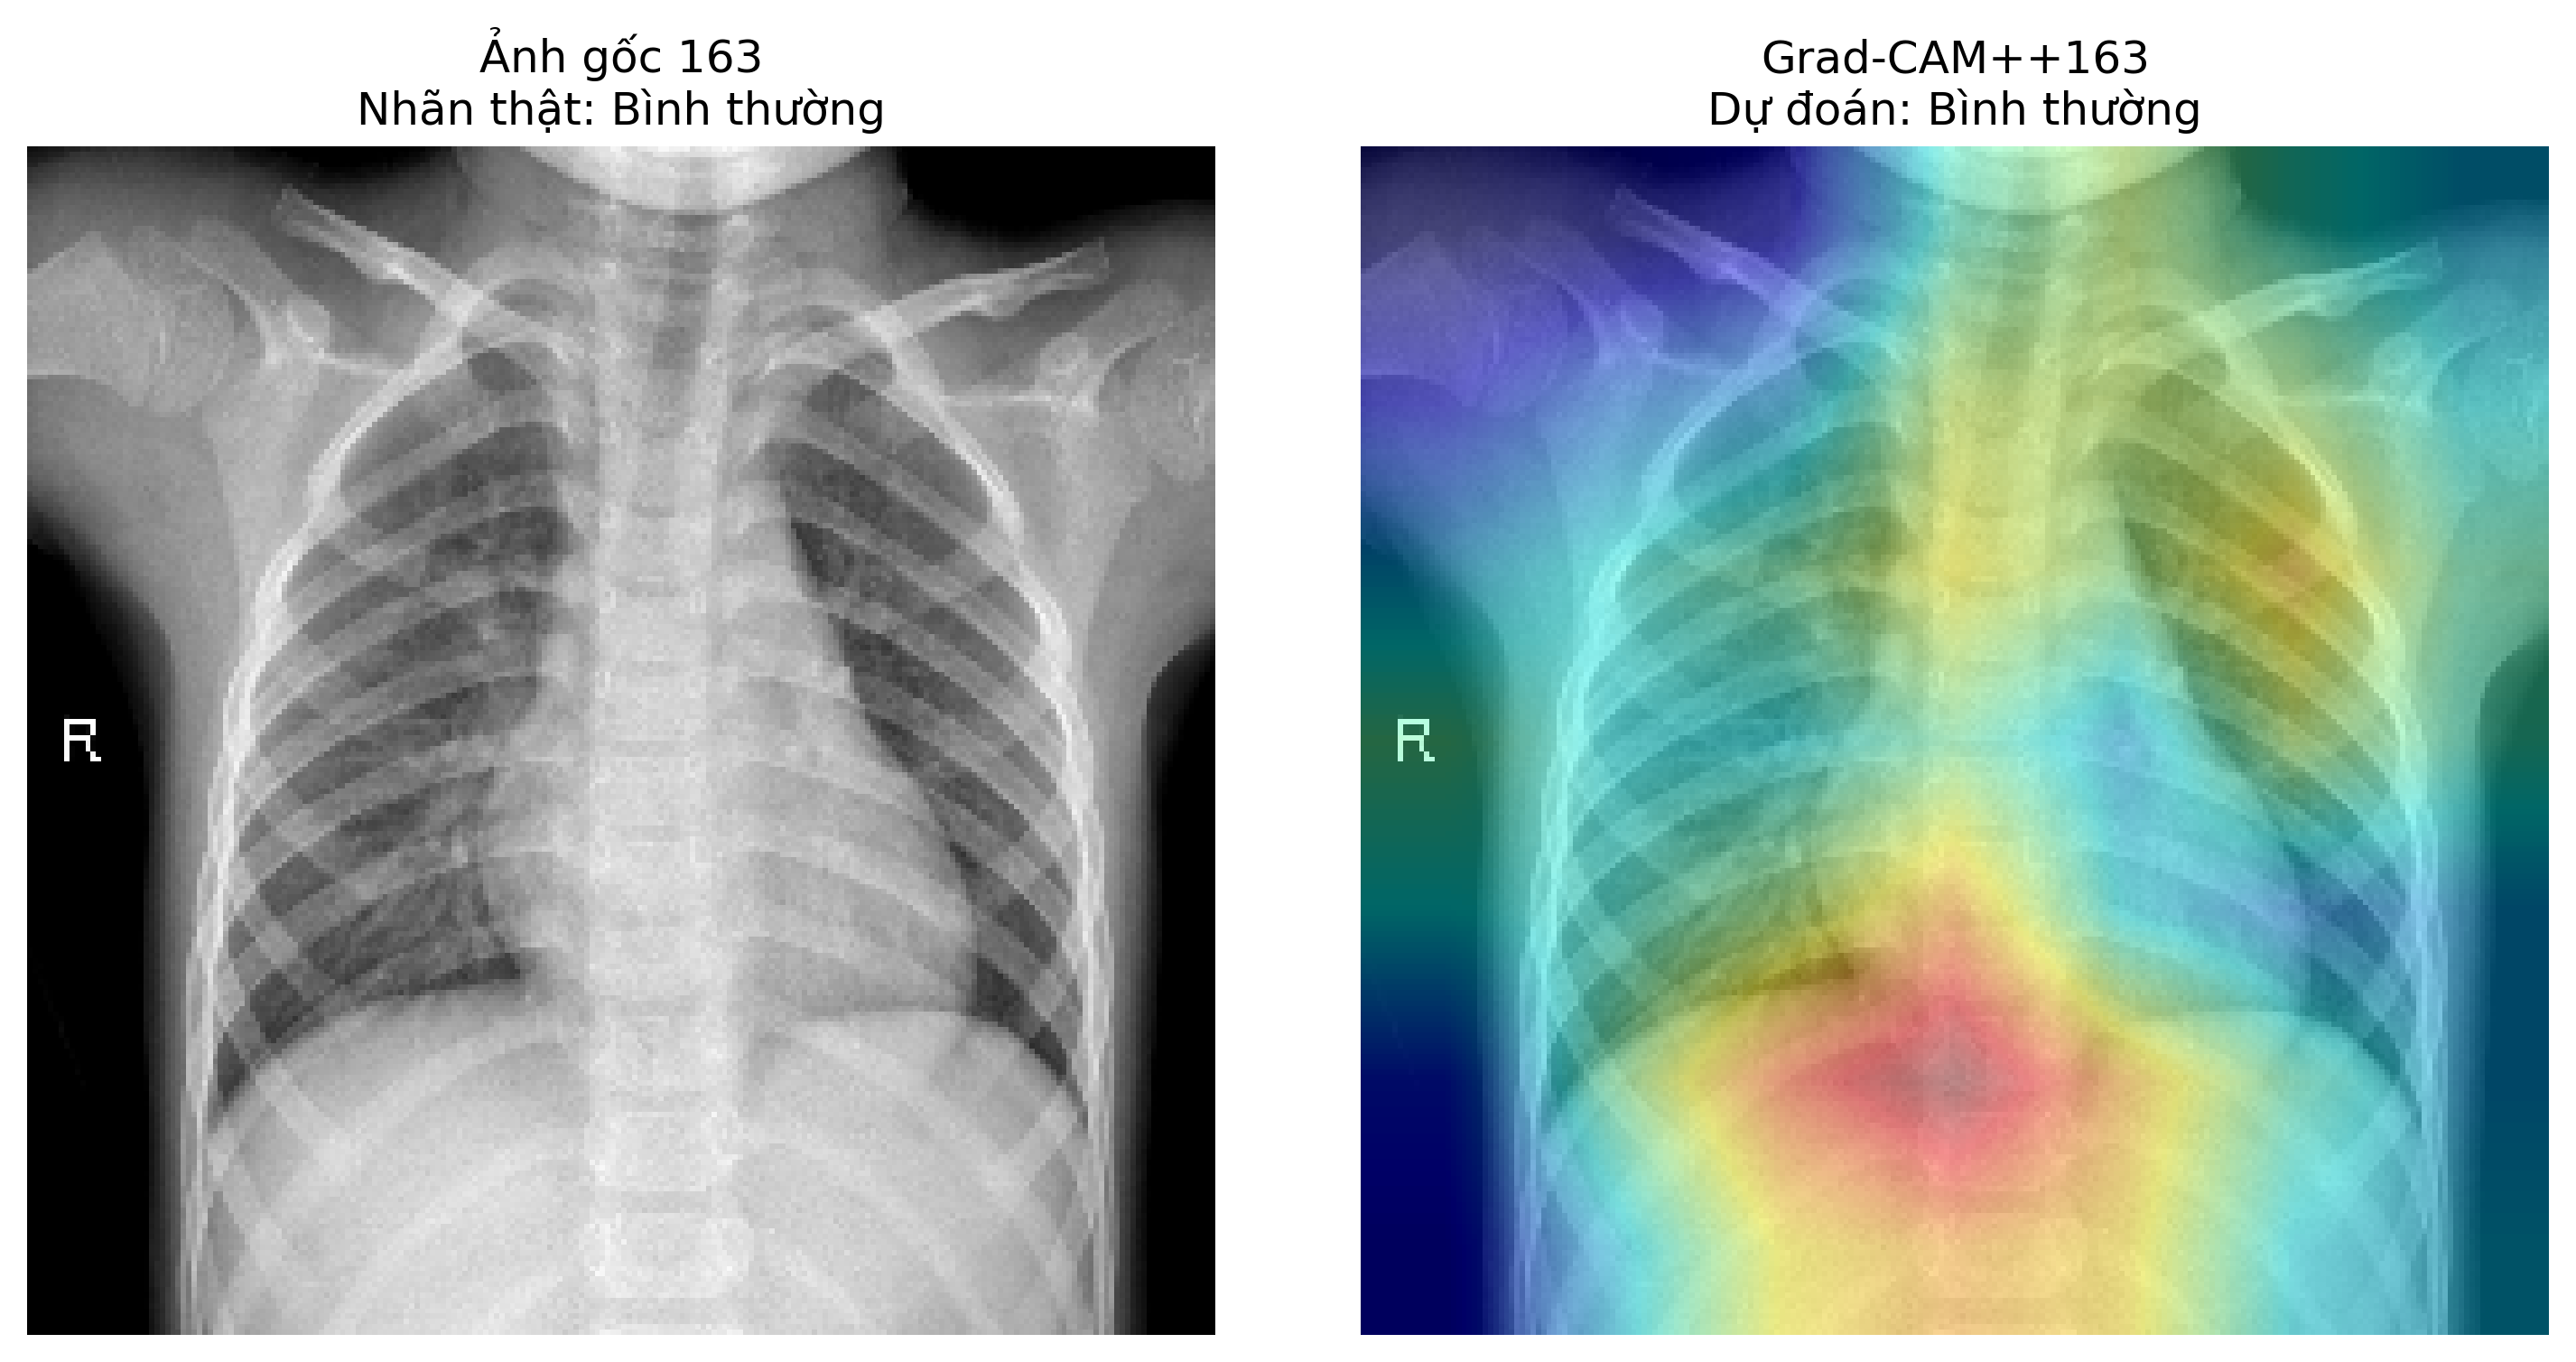 Ảnh gốc 163
Nhãn thật: Bình thường
Grad-CAM++163
Dự đoán: Bình thường
R
R